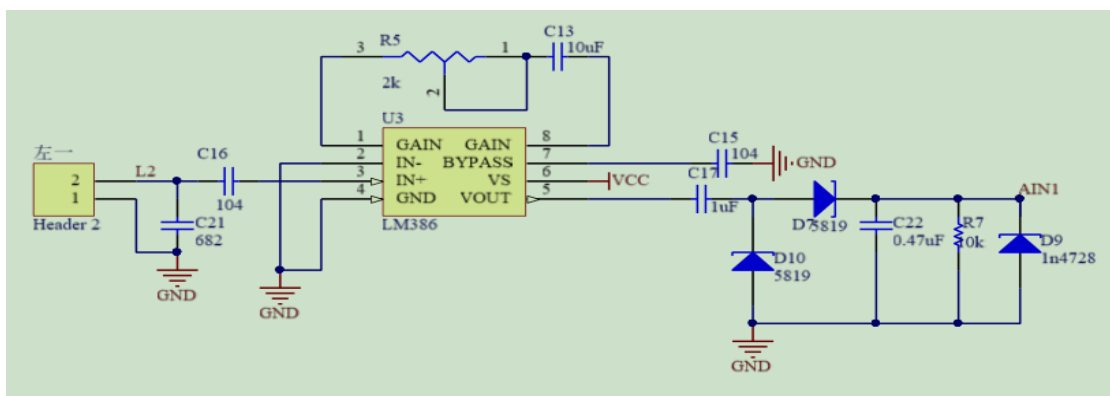 R5
3
1
2k
2
C13
10uF
U3
1
GAIN
GAIN
8
2
IN-
BYPASS
7
3
IN+
VS
6
4
GND
VOUT
5
LM386
左一
2
1
Header 2
L2
C16
104
C21
682
GND
GND
C15
104
GND
VCC
C17
1uF
D7
5819
D10
5819
C22
0.47uF
R7
10k
AIN1
D9
1n4728
GND